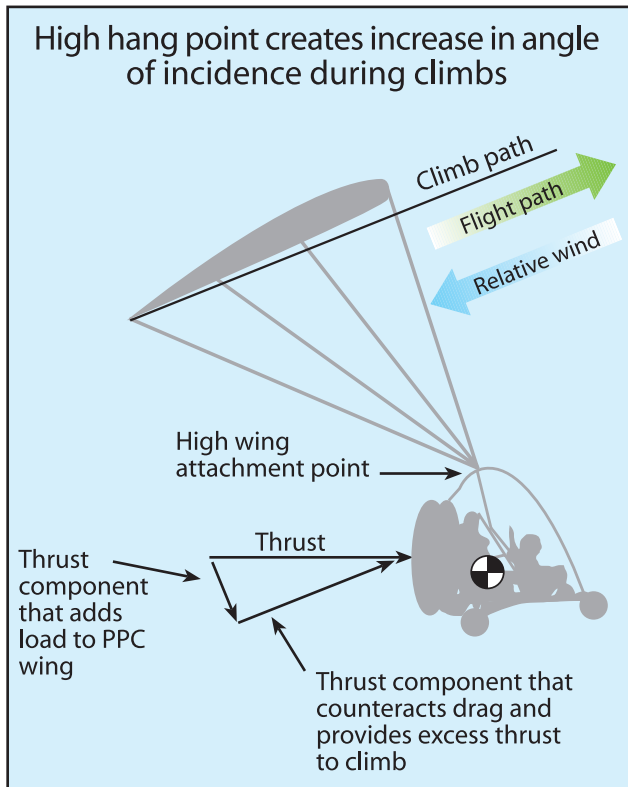 High hang point creates increase in angle
of incidence during climbs
Climb path
Flight path
Relative wind
High wing
attachment point
Thrust
Thrust
component
that adds
load to PPC
wing
Thrust component that
counteracts drag and
provides excess thrust
to climb